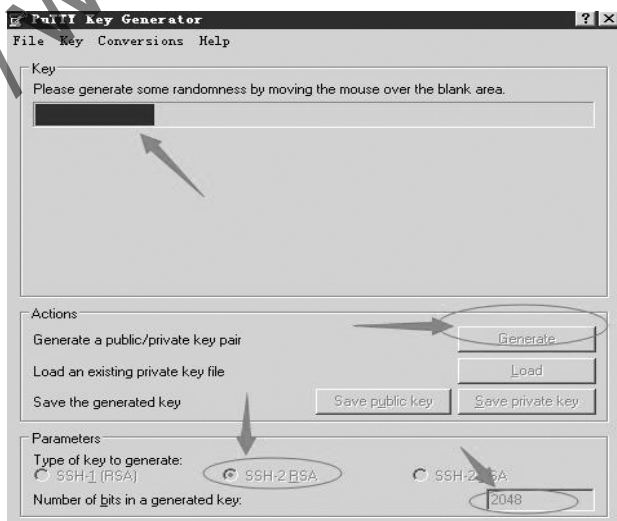 PuTTY Key Generator
File Key Conversions Help
Key
Please generate some randomness by moving the mouse over the blank area.
Actions
Generate a public/private key pair
Generate
Load an existing private key file
Load
Save the generated key
Save public key
Save private key
Parameters
Type of key to generate:
SSH-1 (RSA)
SSH-2 RSA
SSH-2 DSA
Number of bits in a generated key:
2048